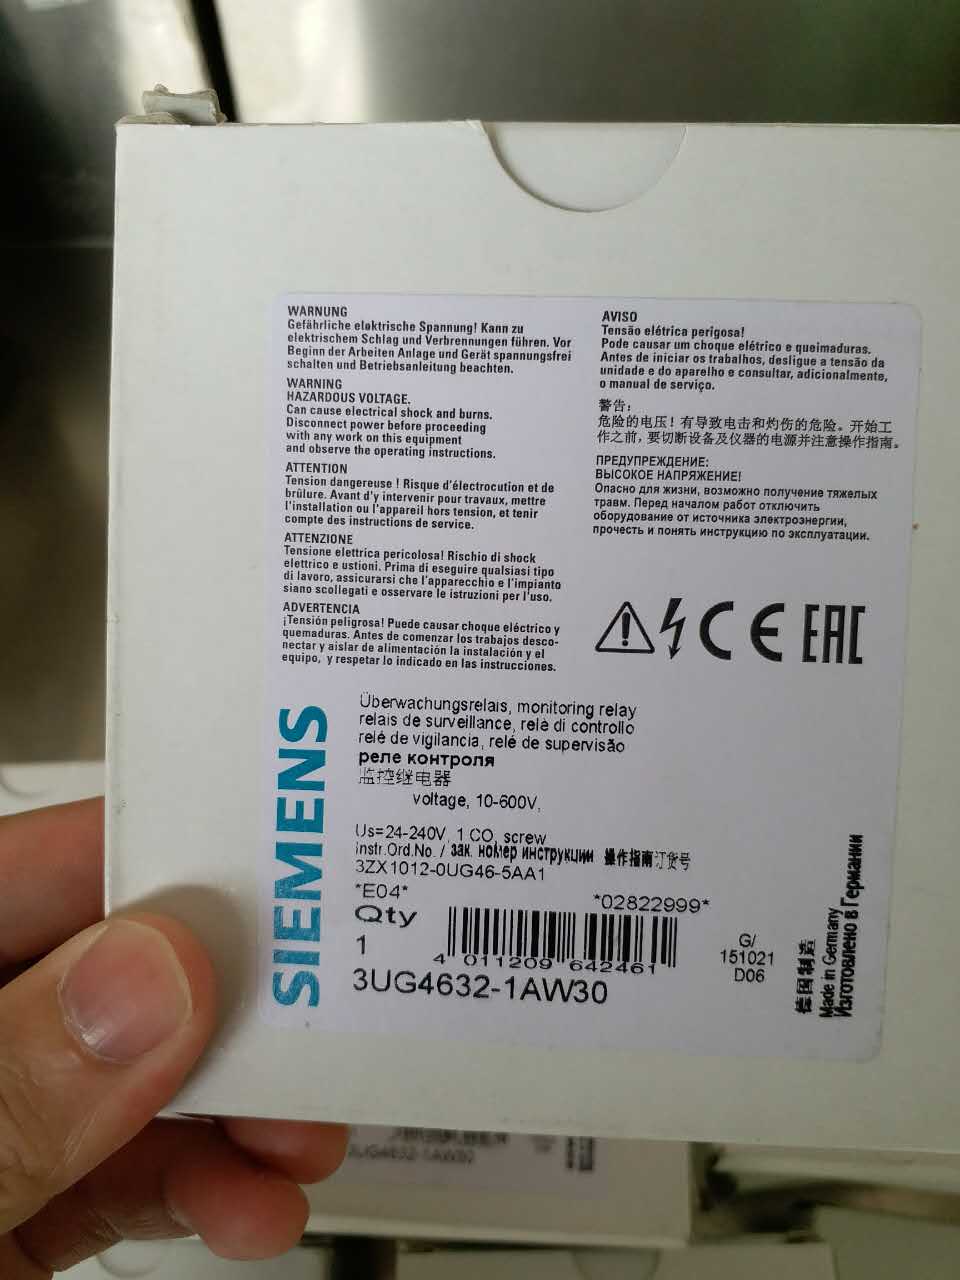 WARNUNG
Gefährliche elektrische Spannung! Kann zu
elektrischem Schlag und Verbrennungen führen. Vor
Beginn der Arbeiten Anlage und Gerät spannungsfrei
schalten und Betriebsanleitung beachten.
WARNING
HAZARDOUS VOLTAGE.
Can cause electrical shock and burns.
Disconnect power before proceeding
with any work on this equipment
and observe the operating instructions.
ATTENTION
Tension dangereuse ! Risque d'électrocution et de
brûlure. Avant d'y intervenir pour travaux, mettre
l'installation ou l'appareil hors tension, et tenir
compte des instructions de service.
ATTENZIONE
Tensione elettrica pericolosa! Rischio di shock
elettrico e ustioni. Prima di eseguire qualsiasi tipo
di lavoro, assicurarsi che l'apparecchio e l'impianto
siano scollegati e osservare le istruzioni per l'uso.
ADVERTENCIA
¡Tensión peligrosa! Puede causar choque eléctrico y
quemaduras. Antes de comenzar los trabajos desco-
nectar y aislar de alimentación la instalación y el
equipo, y respetar lo indicado en las instrucciones.
AVISO
Tensão elétrica perigosa!
Pode causar um choque elétrico e queimaduras.
Antes de iniciar os trabalhos, desligue a tensão da
unidade e do aparelho e consultar, adicionalmente,
o manual de serviço.
警告：
危险的电压！有导致电击和灼伤的危险。开始工
作之前，要切断设备及仪器的电源并注意操作指南。
ПРЕДУПРЕЖДЕНИЕ:
ВЫСОКОЕ НАПРЯЖЕНИЕ!
Опасно для жизни, возможно получение тяжелых
травм. Перед началом работ отключить
оборудование от источника электроэнергии,
прочесть и понять инструкцию по эксплуатации.
CE EAC
SIEMENS
Überwachungsrelais, monitoring relay
relais de surveillance, relè di controllo
relé de vigilancia, relé de supervisão
реле контроля
监控继电器
voltage, 10-600V,
Us=24-240V, 1 CO, screw
Instr.Ord.No. / зак. номер инструкции 操作指南订货号
3ZX1012-0UG46-5AA1
*E04* *02822999*
Qty
1
4 011209 642461
3UG4632-1AW30
G/
151021
D06
德国制造
Made in Germany
Изготовлено в Германии
3UG4632-1AW30